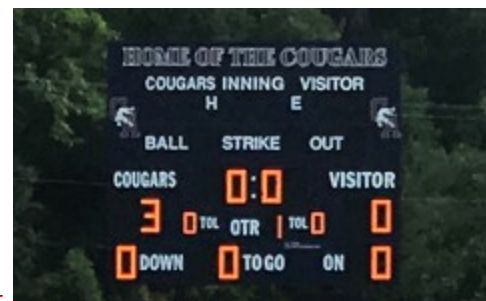 HOME OF THE COUGARS
COUGARS INNING VISITOR
H E
BALL STRIKE OUT
COUGARS 0:0 VISITOR
3 0 TOL QTR 1 TOL 0 0
0 DOWN 0 TO GO ON 0